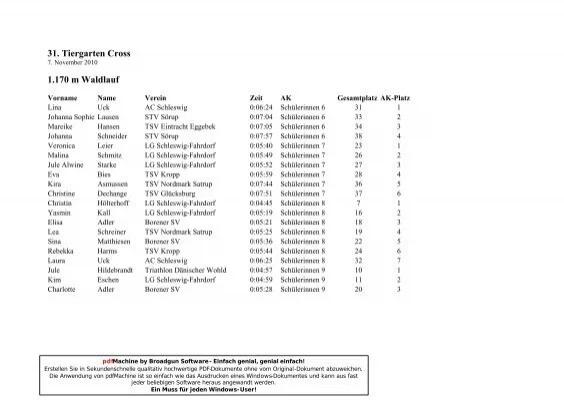 31. Tiergarten Cross
7. November 2010
1.170 m Waldlauf
Vorname Name Verein Zeit AK Gesamtplatz AK-Platz
Lina Uck AC Schleswig 0:06:24 Schülerinnen 6 31 1
Johanna Sophie Lausen STV Sörup 0:07:04 Schülerinnen 6 33 2
Mareike Hansen TSV Eintracht Eggebek 0:07:05 Schülerinnen 6 34 3
Johanna Schneider STV Sörup 0:07:57 Schülerinnen 6 38 4
Veronica Leier LG Schleswig-Fahrdorf 0:05:40 Schülerinnen 7 23 1
Malina Schmitz LG Schleswig-Fahrdorf 0:05:49 Schülerinnen 7 26 2
Jule Alwine Starke LG Schleswig-Fahrdorf 0:05:52 Schülerinnen 7 27 3
Eva Bies TSV Kropp 0:05:59 Schülerinnen 7 28 4
Kira Asmussen TSV Nordmark Satrup 0:07:44 Schülerinnen 7 36 5
Christine Dechange TSV Glücksburg 0:07:51 Schülerinnen 7 37 6
Christin Hölterhoff LG Schleswig-Fahrdorf 0:04:45 Schülerinnen 8 7 1
Yasmin Kall LG Schleswig-Fahrdorf 0:05:19 Schülerinnen 8 16 2
Elisa Adler Borener SV 0:05:21 Schülerinnen 8 18 3
Lea Schreiner TSV Nordmark Satrup 0:05:25 Schülerinnen 8 19 4
Sina Matthiesen Borener SV 0:05:36 Schülerinnen 8 22 5
Rebekka Harms TSV Kropp 0:05:44 Schülerinnen 8 24 6
Laura Uck AC Schleswig 0:06:25 Schülerinnen 8 32 7
Jule Hildebrandt Triathlon Dänischer Wohld 0:04:57 Schülerinnen 9 10 1
Kim Eschen LG Schleswig-Fahrdorf 0:04:59 Schülerinnen 9 11 2
Charlotte Adler Borener SV 0:05:28 Schülerinnen 9 20 3
pdfMachine by Broadgun Software - Einfach genial, genial einfach!
Erstellen Sie in Sekundenschnelle qualitativ hochwertige PDF-Dokumente ohne vom Original-Dokument abzuweichen.
Die Anwendung von pdfMachine ist so einfach wie das Ausdrucken eines Windows-Dokumentes und kann aus fast
jeder beliebigen Software heraus angewandt werden.
Ein Muss für jeden Windows-User!